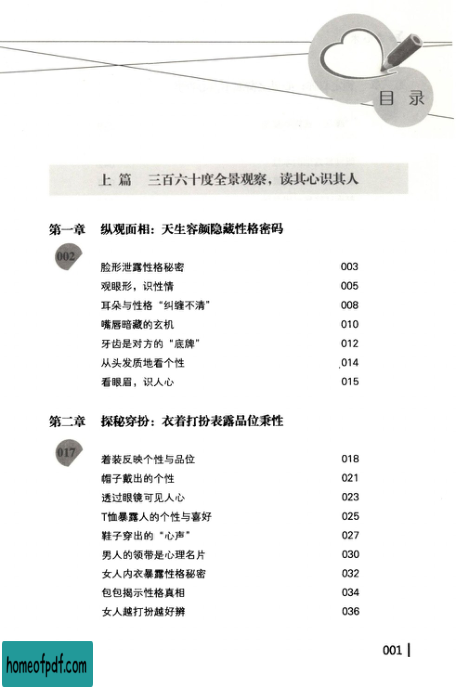 目 录
上 篇 三百六十度全景观察，读其心识其人
第一章 纵观面相：天生容颜隐藏性格密码
002
脸形泄露性格秘密 003
观眼形，识性情 005
耳朵与性格“纠缠不清” 008
嘴唇暗藏的玄机 010
牙齿是对方的“底牌” 012
从头发质地看个性 014
看眼眉，识人心 015
第二章 探秘穿扮：衣着打扮表露品位秉性
017
着装反映个性与品位 018
帽子戴出的个性 021
透过眼镜可见人心 023
T恤暴露人的个性与喜好 025
鞋子穿出的“心声” 027
男人的领带是心理名片 030
女人内衣暴露性格秘密 032
包包揭示性格真相 034
女人越打扮越好辨 036
001
homeofpdf.com